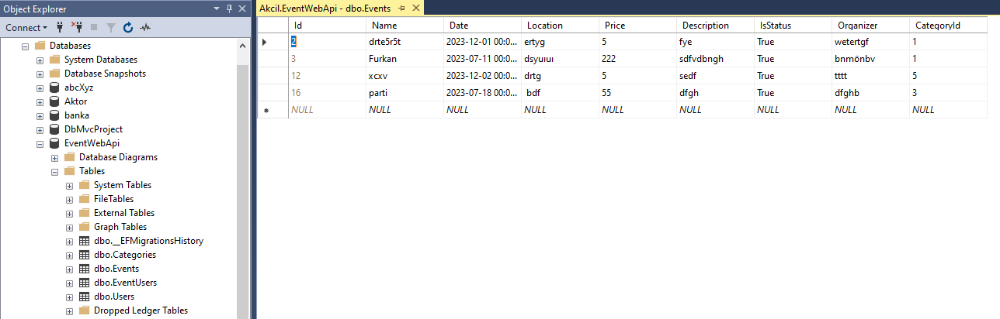 Object Explorer
Connect
Databases
System Databases
Database Snapshots
abcXyz
Aktor
banka
DbMvcProject
EventWebApi
Database Diagrams
Tables
System Tables
FileTables
External Tables
Graph Tables
dbo.__EFMigrationsHistory
dbo.Categories
dbo.Events
dbo.EventUsers
dbo.Users
Dropped Ledger Tables
Akcil.EventWebApi - dbo.Events
Id Name Date Location Price Description IsStatus Organizer CategoryId
2 drte5r5t 2023-12-01 00:0... ertyg 5 fye True wetertgf 1
3 Furkan 2023-07-11 00:0... dsyuıuı 222 sdfvdbngh True bnmönbv 1
12 xcxv 2023-12-02 00:0... drtg 5 sedf True tttt 5
16 parti 2023-07-18 00:0... bdf 55 dfgh True dfghb 3
NULL NULL NULL NULL NULL NULL NULL NULL NULL